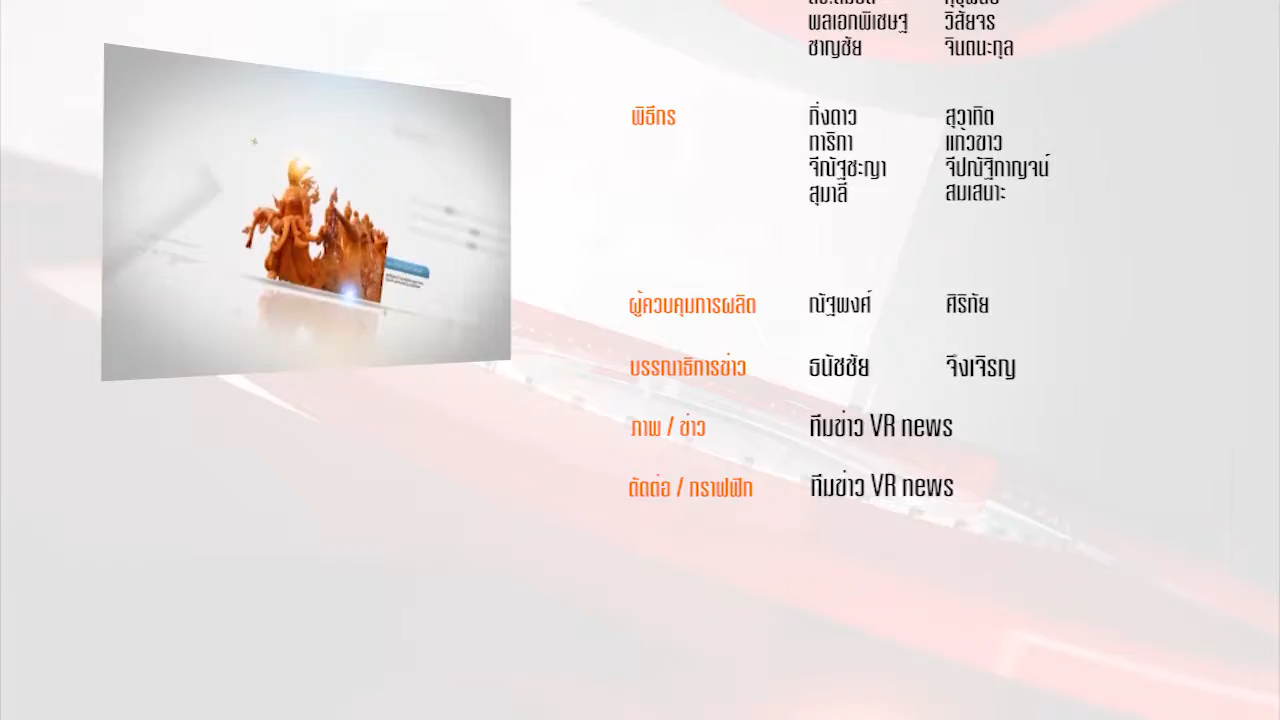 พลเอกพิเชษฐ วิสัยจร
ชาญชัย จินตนะกุล
พิธีกร กิ่งดาว สุวาทิต
การิกา แก้วขาว
จีณัฐชะญา จีปณัฐิกาญจน์
สุมาลี สมเสนาะ
ผู้ควบคุมการผลิต ณัฐพงศ์ ศิริภัย
บรรณาธิการข่าว ธนัชชัย จึงเจิรญ
ภาพ / ข่าว ทีมข่าว VR news
ตัดต่อ / กราฟฟิก ทีมข่าว VR news